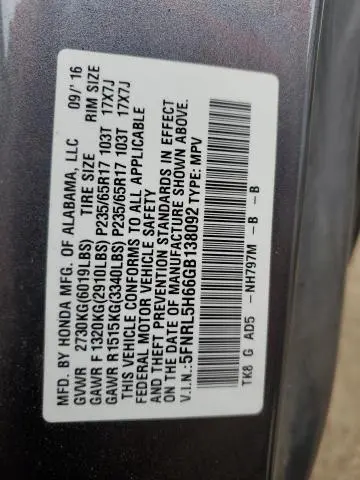 MFD. BY HONDA MFG. OF ALABAMA, LLC 09/ 16
GVWR 2730KG(6019LBS) TIRE SIZE RIM SIZE
GAWR F 1320KG(2910LBS) P235/65R17 103T 17X7J
GAWR R1515KG(3340LBS) P235/65R17 103T 17X7J
THIS VEHICLE CONFORMS TO ALL APPLICABLE
FEDERAL MOTOR VEHICLE SAFETY
AND THEFT PREVENTION STANDARDS IN EFFECT
ON THE DATE OF MANUFACTURE SHOWN ABOVE.
V.I.N.: 5FNRL5H66GB138092 TYPE: MPV
TK8 G AD5 -NH797M - B - B